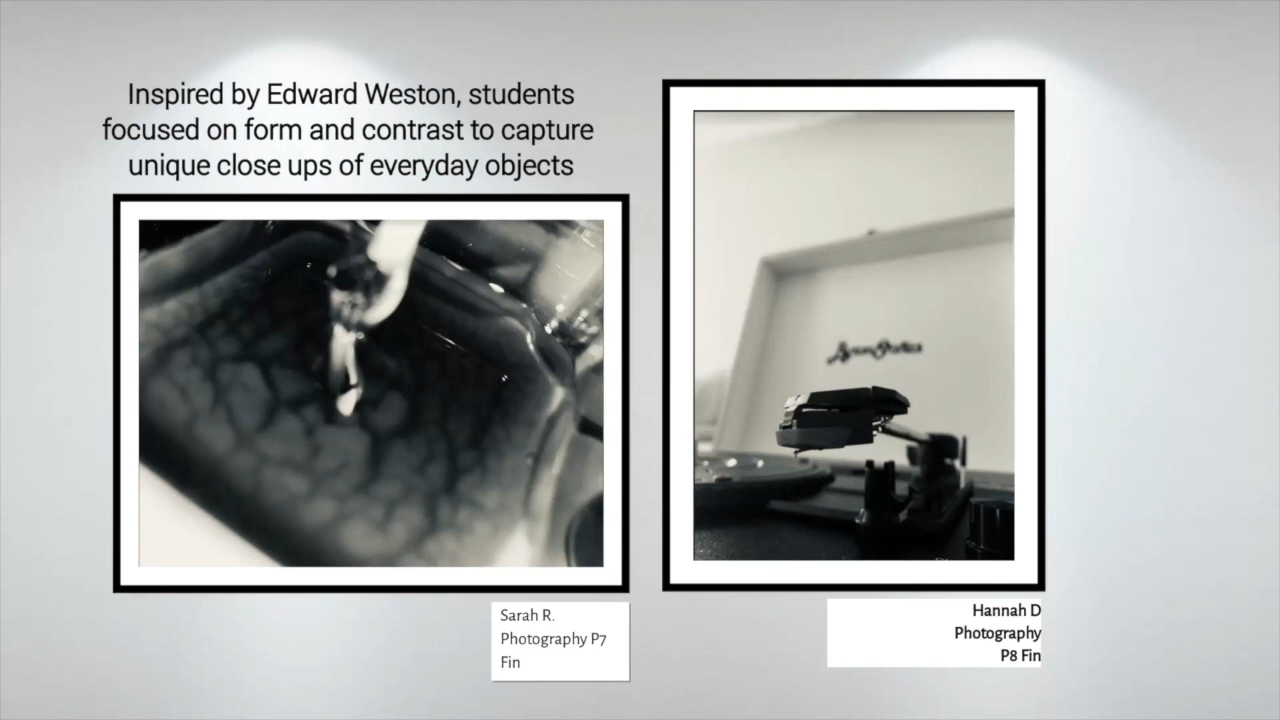 Inspired by Edward Weston, students
focused on form and contrast to capture
unique close ups of everyday objects
Sarah R.
Photography P7
Fin
Hannah D
Photography
P8 Fin